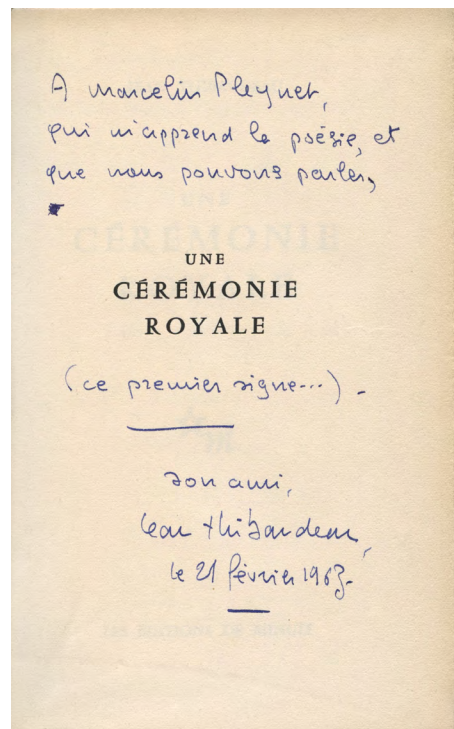 A Marcelin Pleynet,
qui m'apprend la poésie, et
que nous pouvons parler,
UNE
CÉRÉMONIE
ROYALE
(ce premier signe...) -
son ami,
Jean Thibaudeau,
le 21 février 1963-